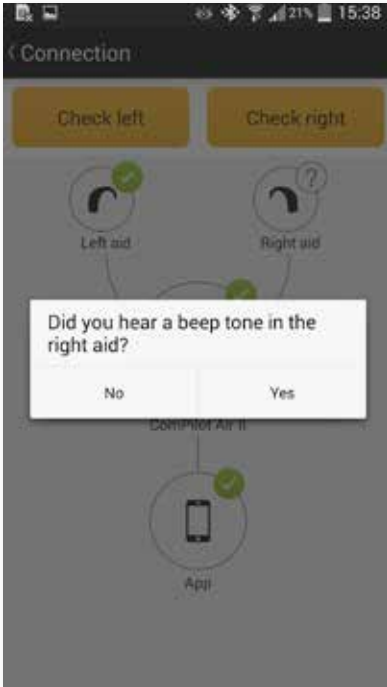 21% 15:38
Connection
Check left Check right
?
Left aid Right aid
Did you hear a beep tone in the
right aid?
No Yes
ComPilot Air II
App